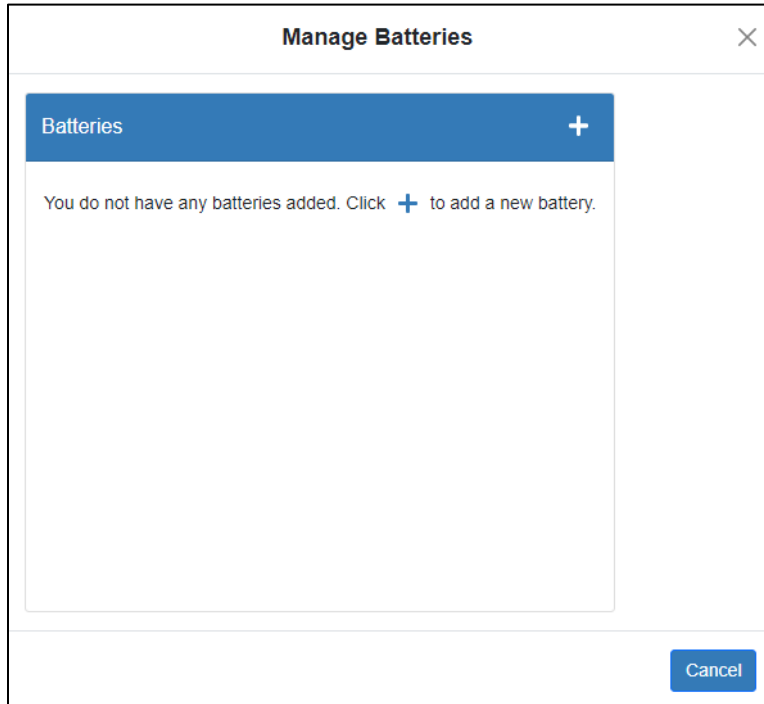 Manage Batteries
Batteries
You do not have any batteries added. Click + to add a new battery.
Cancel